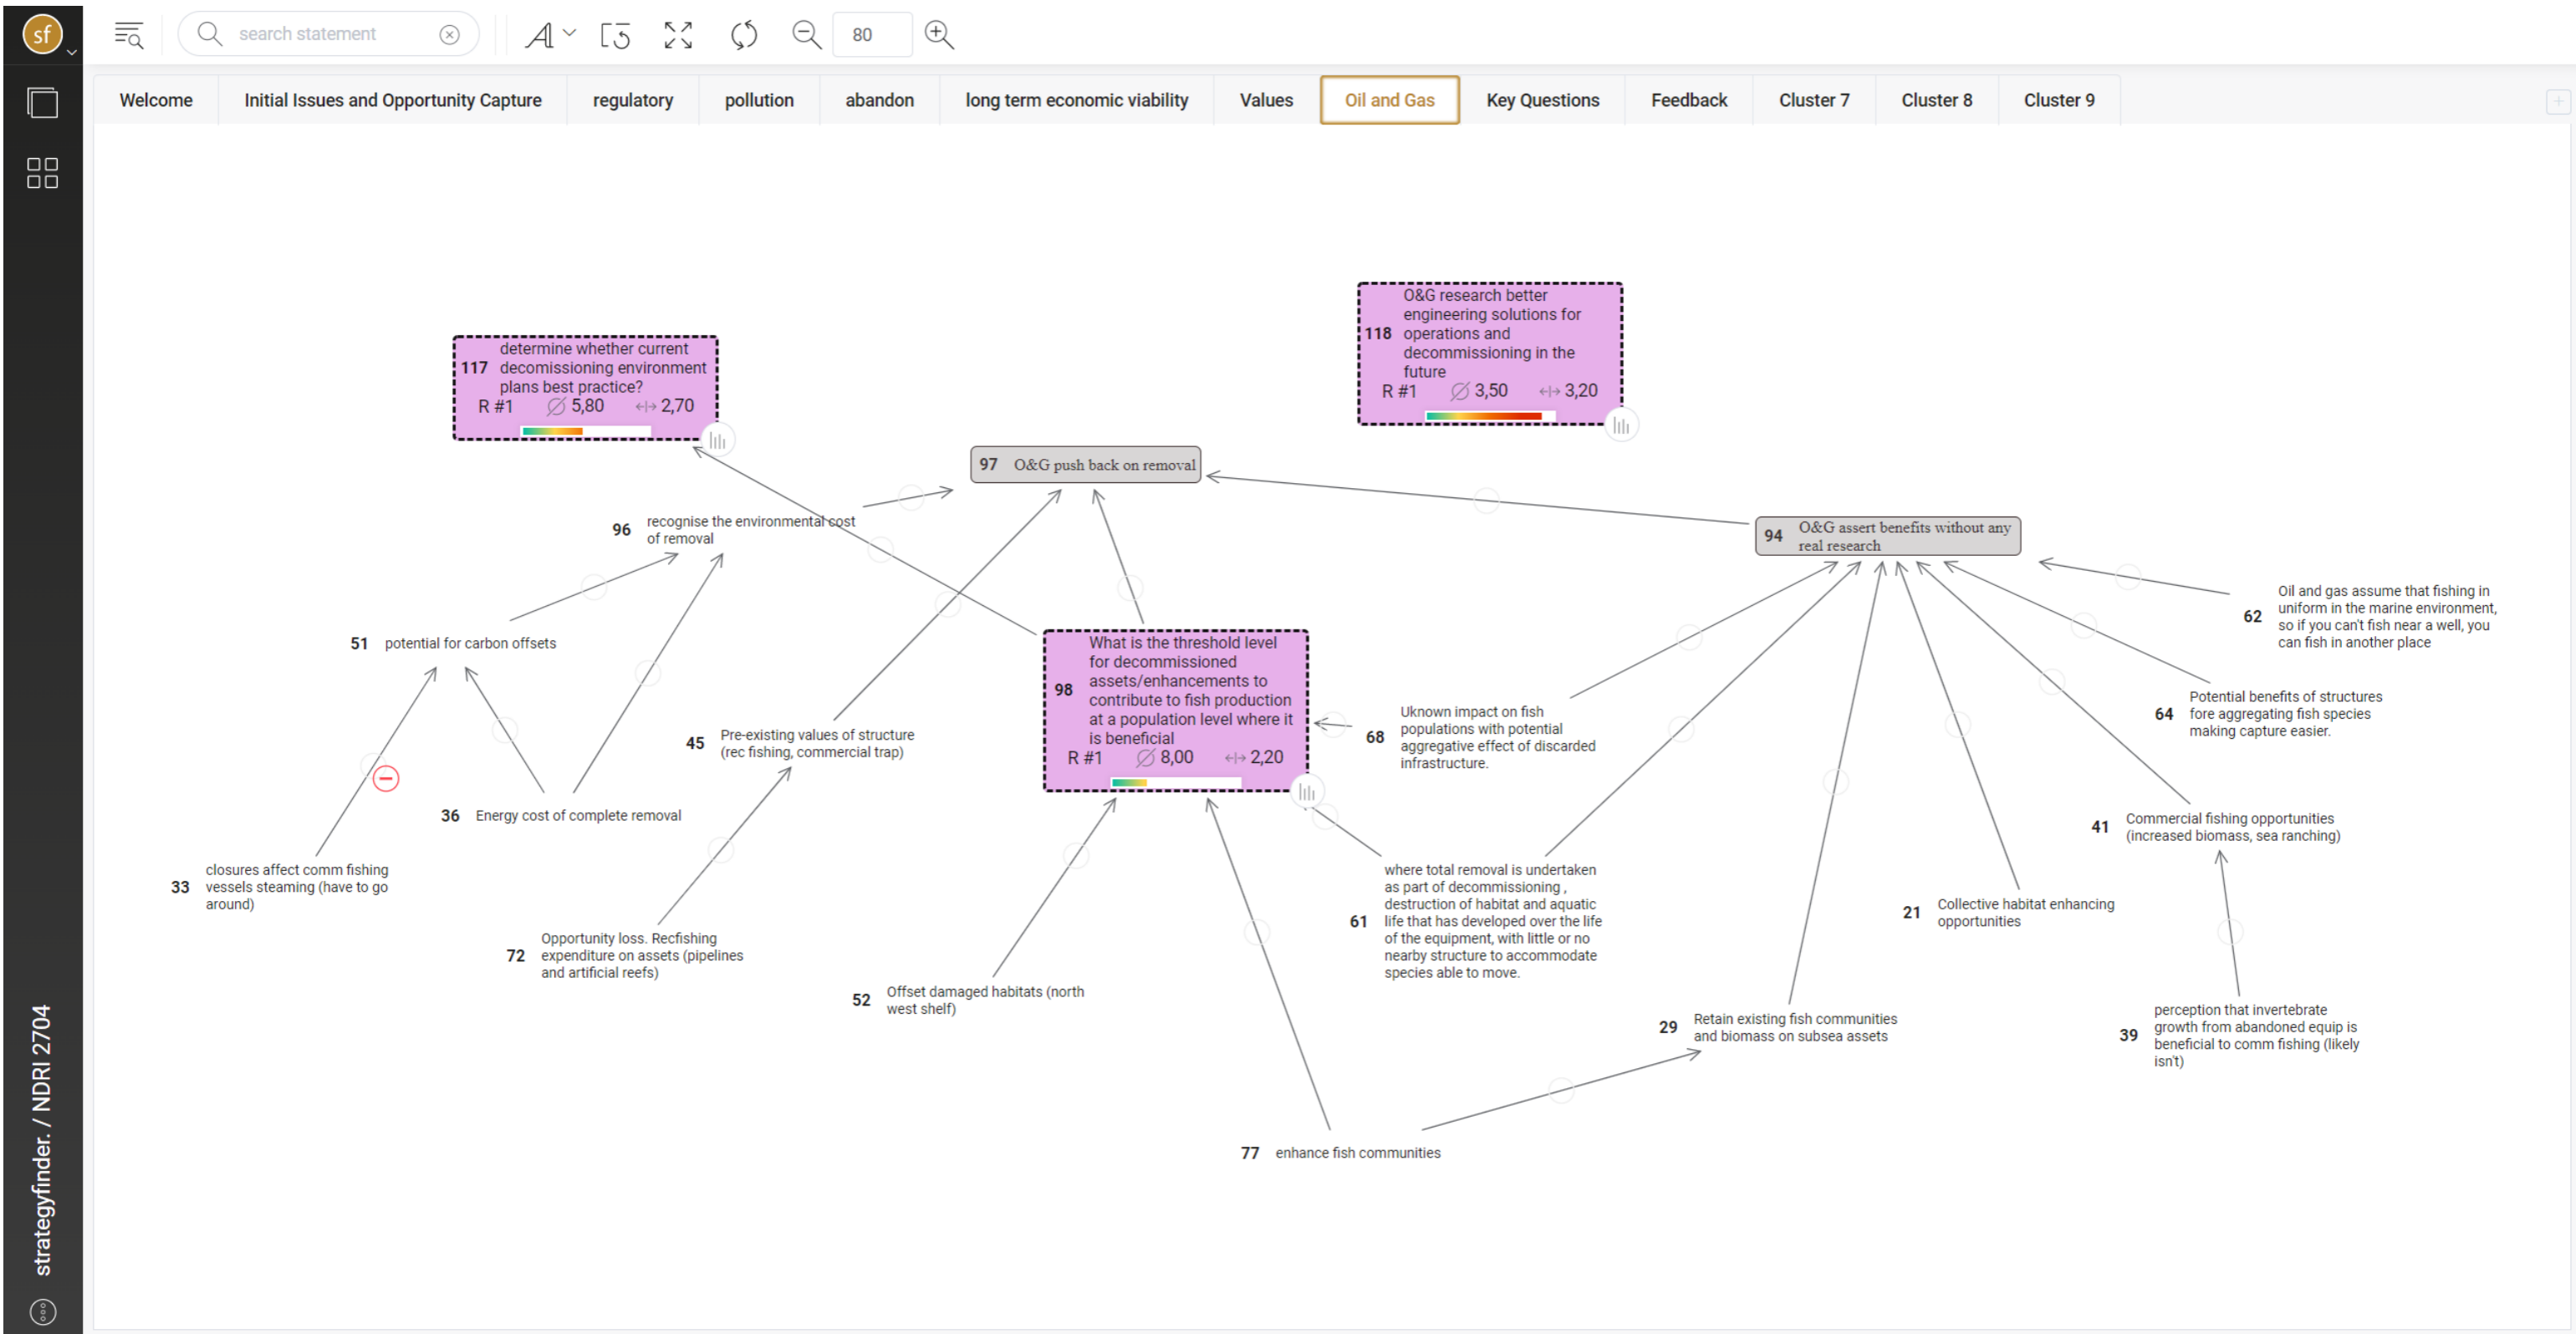 sf
search statement
80
Welcome
Initial Issues and Opportunity Capture
regulatory
pollution
abandon
long term economic viability
Values
Oil and Gas
Key Questions
Feedback
Cluster 7
Cluster 8
Cluster 9
O&G research better
engineering solutions for
118 operations and
decommissioning in the
future
R #1 3,50 3,20
determine whether current
117 decomissioning environment
plans best practice?
R #1 5,80 2,70
97 O&G push back on removal
96 recognise the environmental cost
of removal
94 O&G assert benefits without any
real research
62 Oil and gas assume that fishing in
uniform in the marine environment,
so if you can't fish near a well, you
can fish in another place
51 potential for carbon offsets
What is the threshold level
for decommissioned
assets/enhancements to
98 contribute to fish production
at a population level where it
is beneficial
R #1 8,00 2,20
45 Pre-existing values of structure
(rec fishing, commercial trap)
68 Uknown impact on fish
populations with potential
aggregative effect of discarded
infrastructure.
64 Potential benefits of structures
fore aggregating fish species
making capture easier.
36 Energy cost of complete removal
41 Commercial fishing opportunities
(increased biomass, sea ranching)
33 closures affect comm fishing
vessels steaming (have to go
around)
72 Opportunity loss. Recfishing
expenditure on assets (pipelines
and artificial reefs)
52 Offset damaged habitats (north
west shelf)
where total removal is undertaken
as part of decommissioning ,
destruction of habitat and aquatic
61 life that has developed over the life
of the equipment, with little or no
nearby structure to accommodate
species able to move.
21 Collective habitat enhancing
opportunities
29 Retain existing fish communities
and biomass on subsea assets
39 perception that invertebrate
growth from abandoned equip is
beneficial to comm fishing (likely
isn't)
77 enhance fish communities
strategyfinder. / NDRI 2704